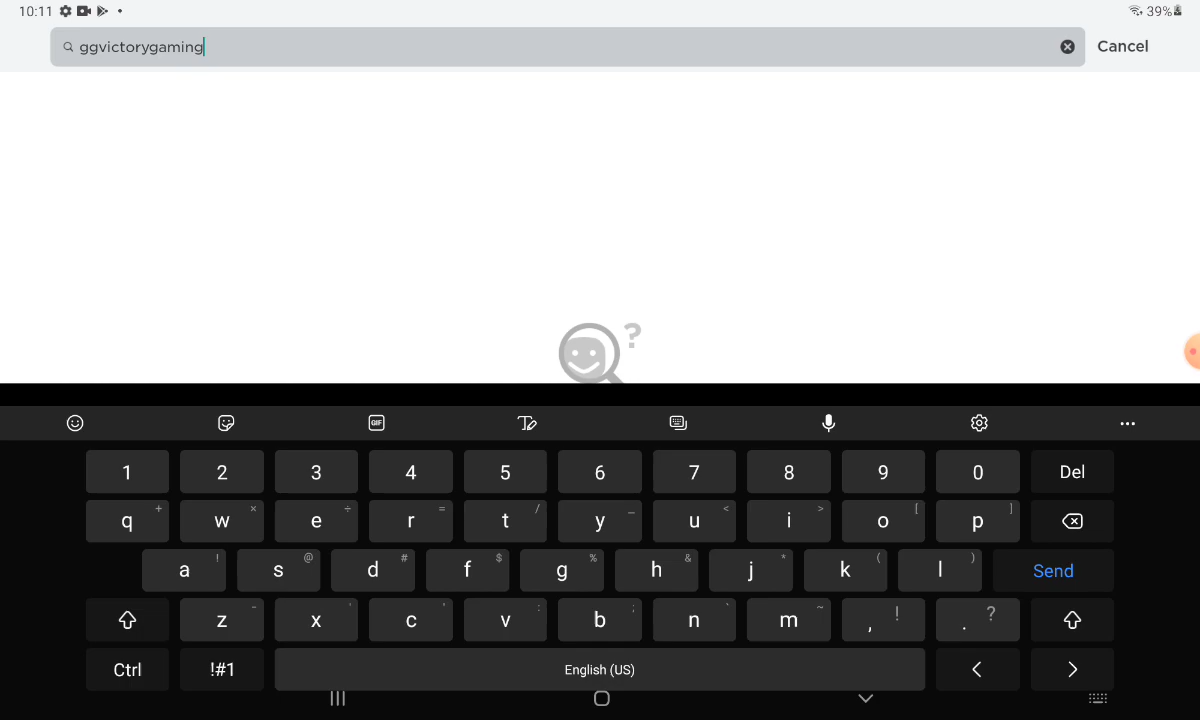 10:11 39%
ggvictorygaming Cancel
?
GIF
1 2 3 4 5 6 7 8 9 0 Del
q + w × e ÷ r = t / y _ u < i > o [ p ]
a ! s @ d # f $ g % h & j * k ( l ) Send
z - x ' c " v : b ; n ` m ~ , ! . ?
Ctrl !#1 English (US) < >